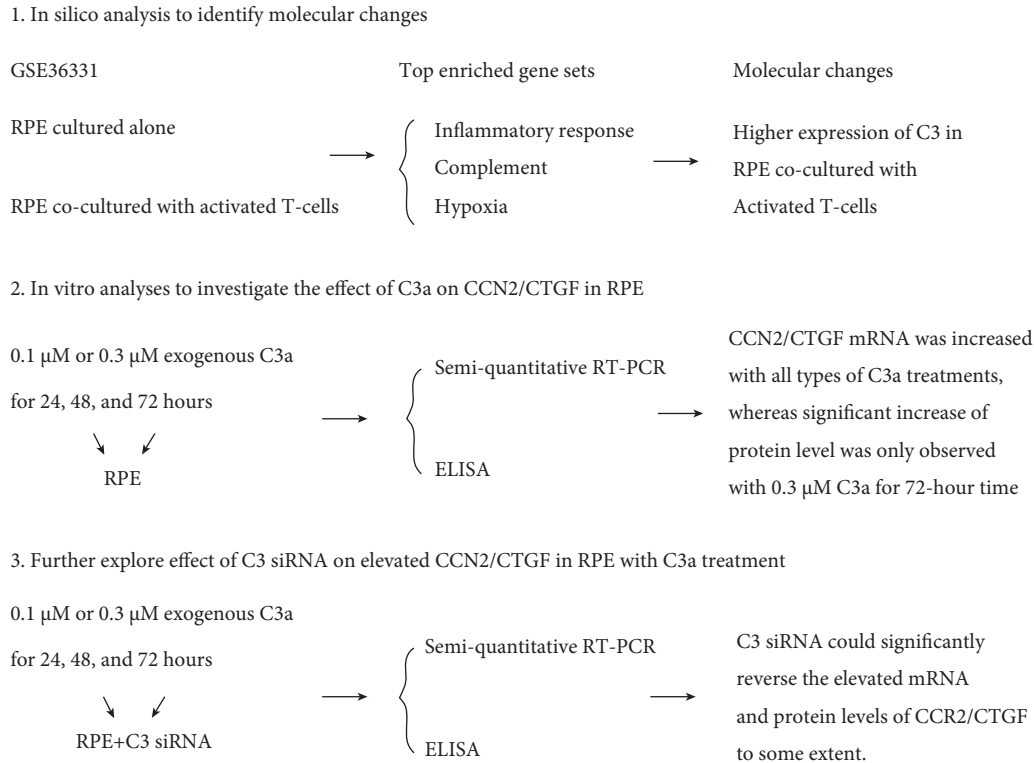 1. In silico analysis to identify molecular changes
GSE36331
Top enriched gene sets
Molecular changes
RPE cultured alone
RPE co-cultured with activated T-cells
Inflammatory response
Complement
Hypoxia
Higher expression of C3 in
RPE co-cultured with
Activated T-cells
2. In vitro analyses to investigate the effect of C3a on CCN2/CTGF in RPE
0.1 μM or 0.3 μM exogenous C3a
for 24, 48, and 72 hours
RPE
Semi-quantitative RT-PCR
ELISA
CCN2/CTGF mRNA was increased
with all types of C3a treatments,
whereas significant increase of
protein level was only observed
with 0.3 μM C3a for 72-hour time
3. Further explore effect of C3 siRNA on elevated CCN2/CTGF in RPE with C3a treatment
0.1 μM or 0.3 μM exogenous C3a
for 24, 48, and 72 hours
RPE+C3 siRNA
Semi-quantitative RT-PCR
ELISA
C3 siRNA could significantly
reverse the elevated mRNA
and protein levels of CCR2/CTGF
to some extent.